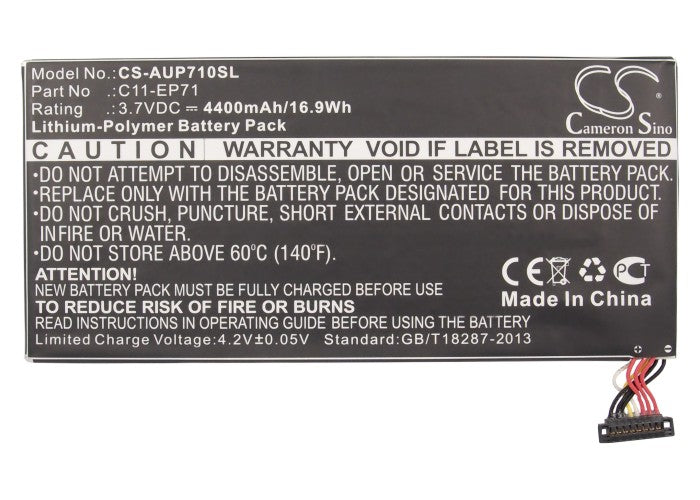 Model No.: CS-AUP710SL
Part No : C11-EP71
Rating : 3.7VDC ⎓ 4400mAh/16.9Wh
Lithium-Polymer Battery Pack
CS
Cameron Sino
CAUTION WARRANTY VOID IF LABEL IS REMOVED
•DO NOT ATTEMPT TO DISASSEMBLE, OPEN OR SERVICE THE BATTERY PACK.
•REPLACE ONLY WITH THE BATTERY PACK DESIGNATED FOR THIS PRODUCT.
•DO NOT CRUSH, PUNCTURE, SHORT EXTERNAL CONTACTS OR DISPOSE OF
IN FIRE OR WATER.
•DO NOT STORE ABOVE 60°C (140°F).
ATTENTION!
NEW BATTERY PACK MUST BE FULLY CHARGED BEFORE USE
TO REDUCE RISK OF FIRE OR BURNS
READ INSTRUCTIONS IN OPERATING GUIDE BEFORE USING BATTERY
Limited Charge Voltage:4.2V±0.05V Standard:GB/T18287-2013
CE PCT
Made In China
+ -